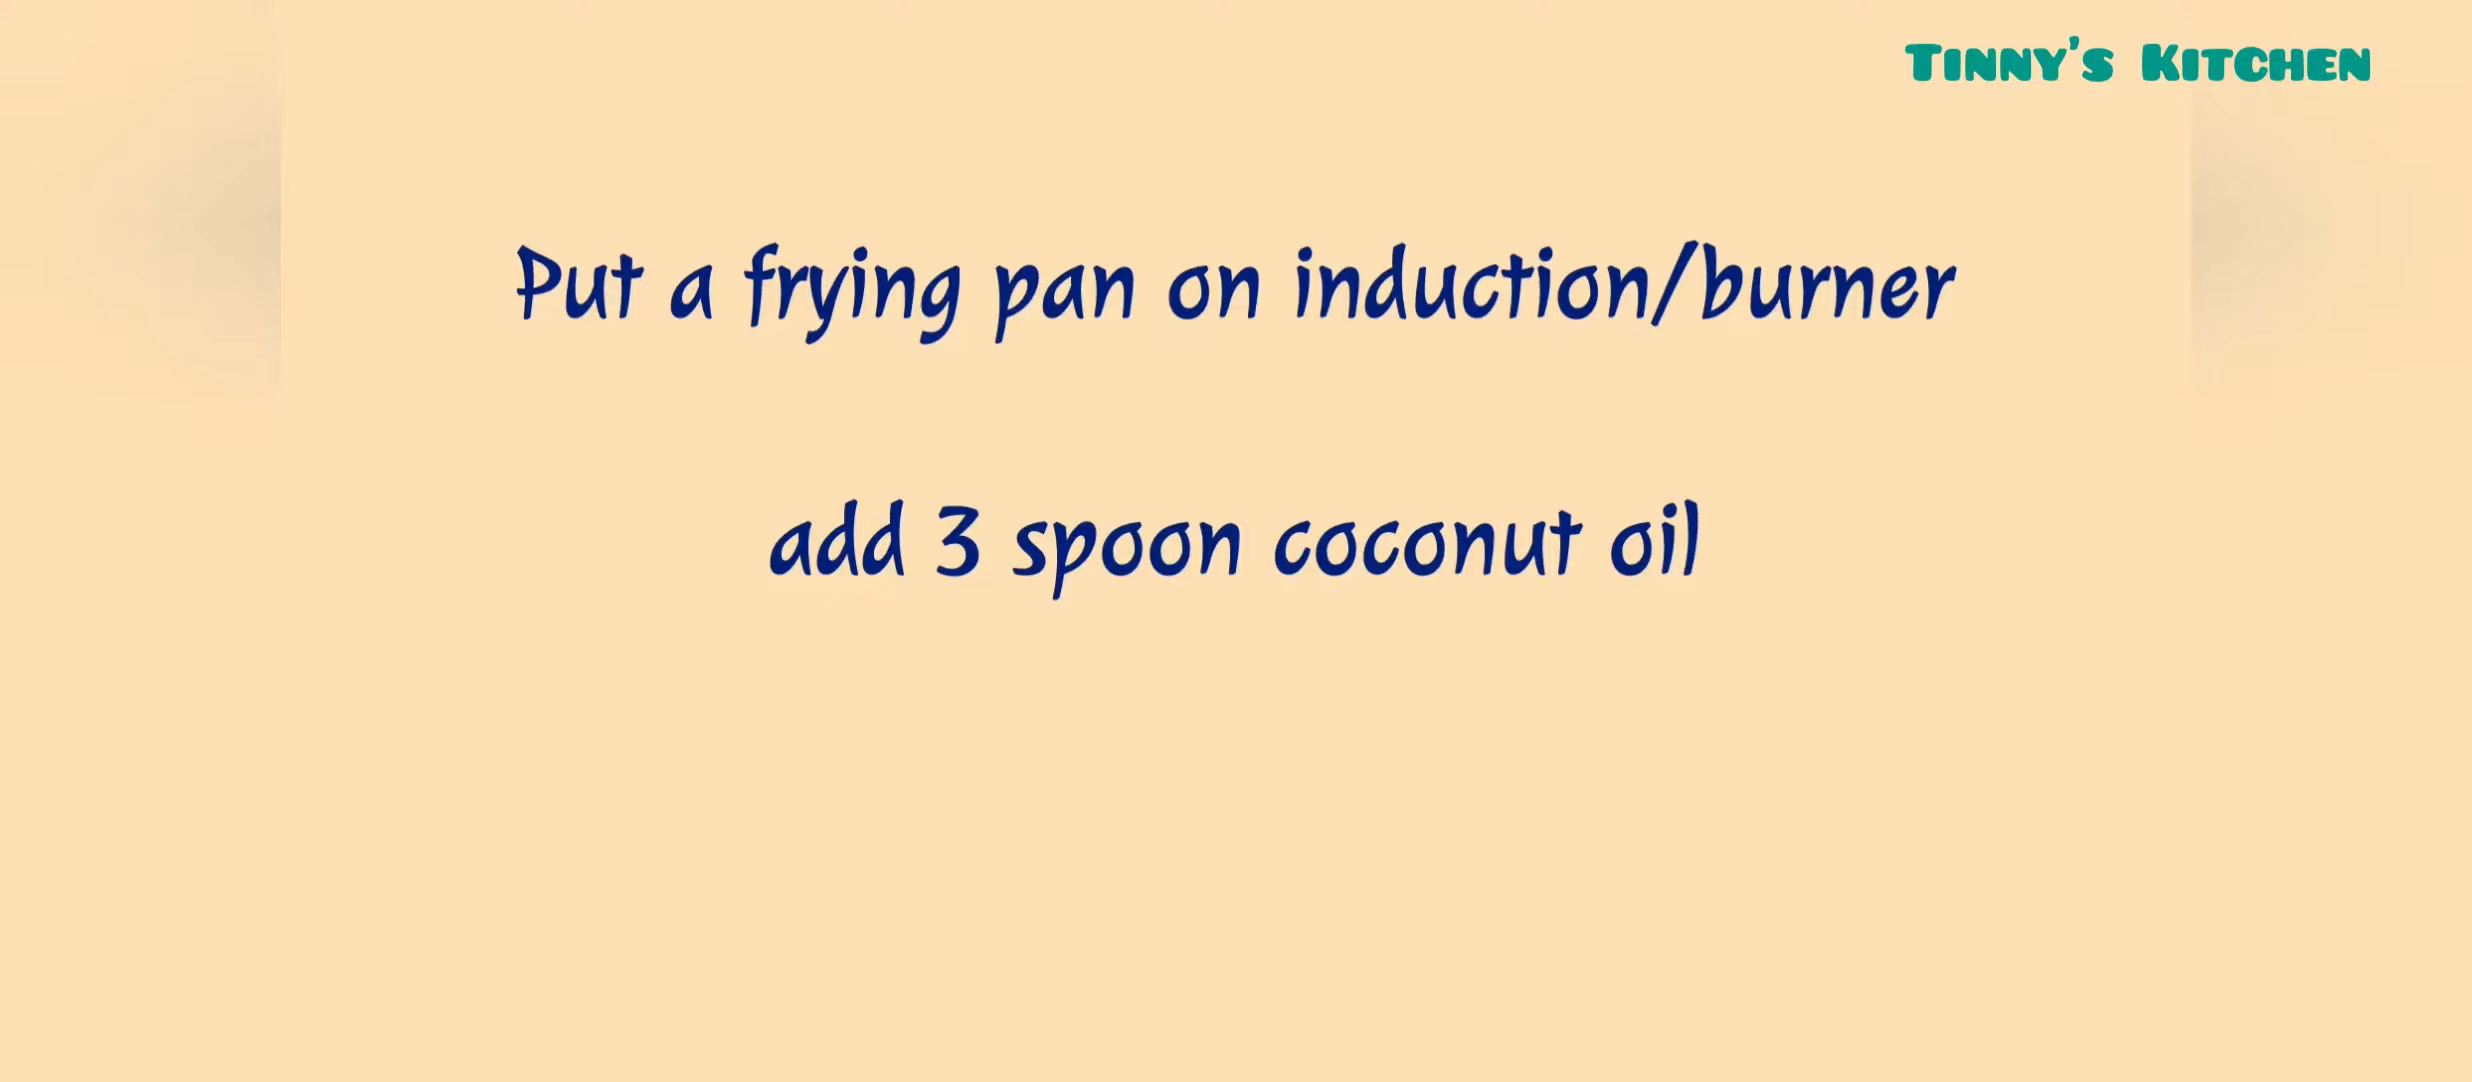 Tinny's Kitchen
Put a frying pan on induction/burner
add 3 spoon coconut oil